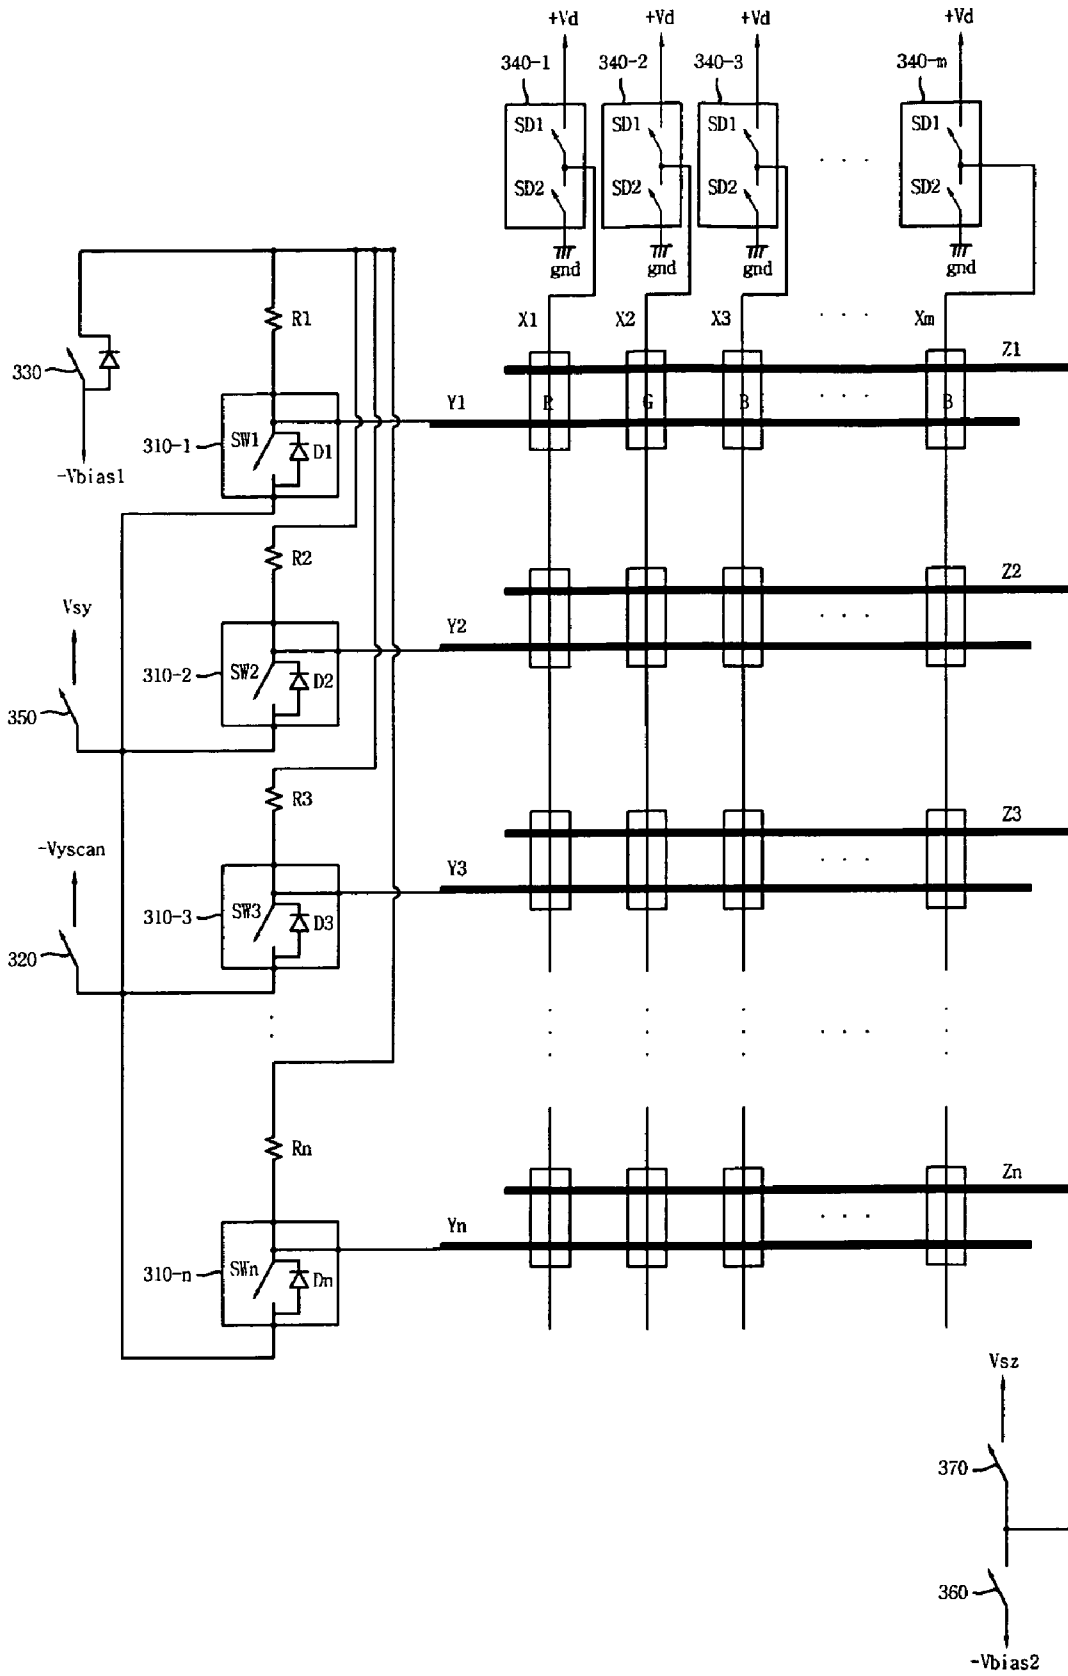 +Vd +Vd +Vd +Vd
340-1 340-2 340-3 340-m
SD1 SD1 SD1 SD1
. . .
SD2 SD2 SD2 SD2
gnd gnd gnd gnd
R1 X1 X2 X3 . . . Xm
Z1
330
Y1 R G B . . . B
310-1 SW1 D1
-Vbias1
R2
Z2
Vsy
. . .
Y2
310-2 SW2 D2
350
R3
Z3
-Vyscan
. . .
Y3
310-3 SW3 D3
320
. . .
Rn
Zn
. . .
Yn
310-n SWn Dn
Vsz
370
360
-Vbias2